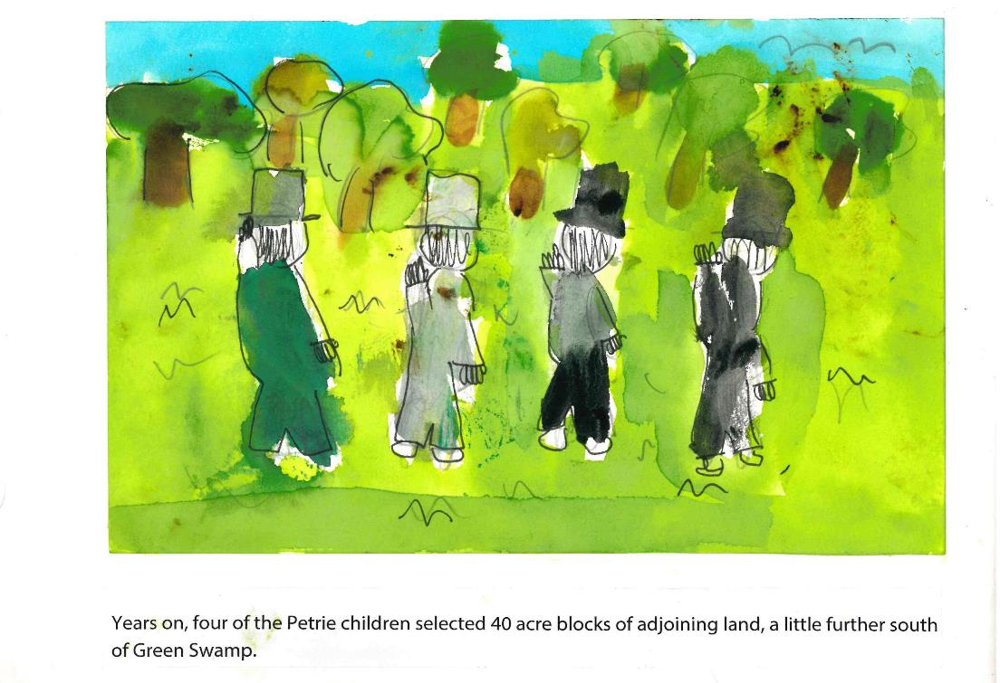 Years on, four of the Petrie children selected 40 acre blocks of adjoining land, a little further south
of Green Swamp.